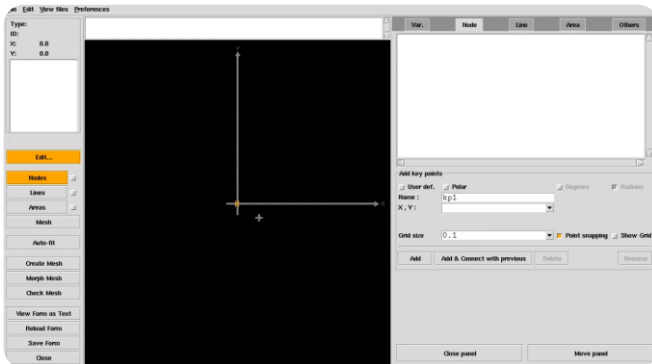 Edit View files Preferences
Type:
ID:
X: 0.0
Y: 0.0
Edit...
Nodes
Lines
Areas
Mesh
Auto-fit
Create Mesh
Morph Mesh
Check Mesh
View Form as Text
Reload Form
Save Form
Close
Y
X
Var. Node Line Area Others
Add key points
User def. Polar Degrees Radians
Name : kp1
X , Y :
Grid size 0.1 Point snapping Show Grid
Add Add & Connect with previous Delete Rename
Close panel Move panel